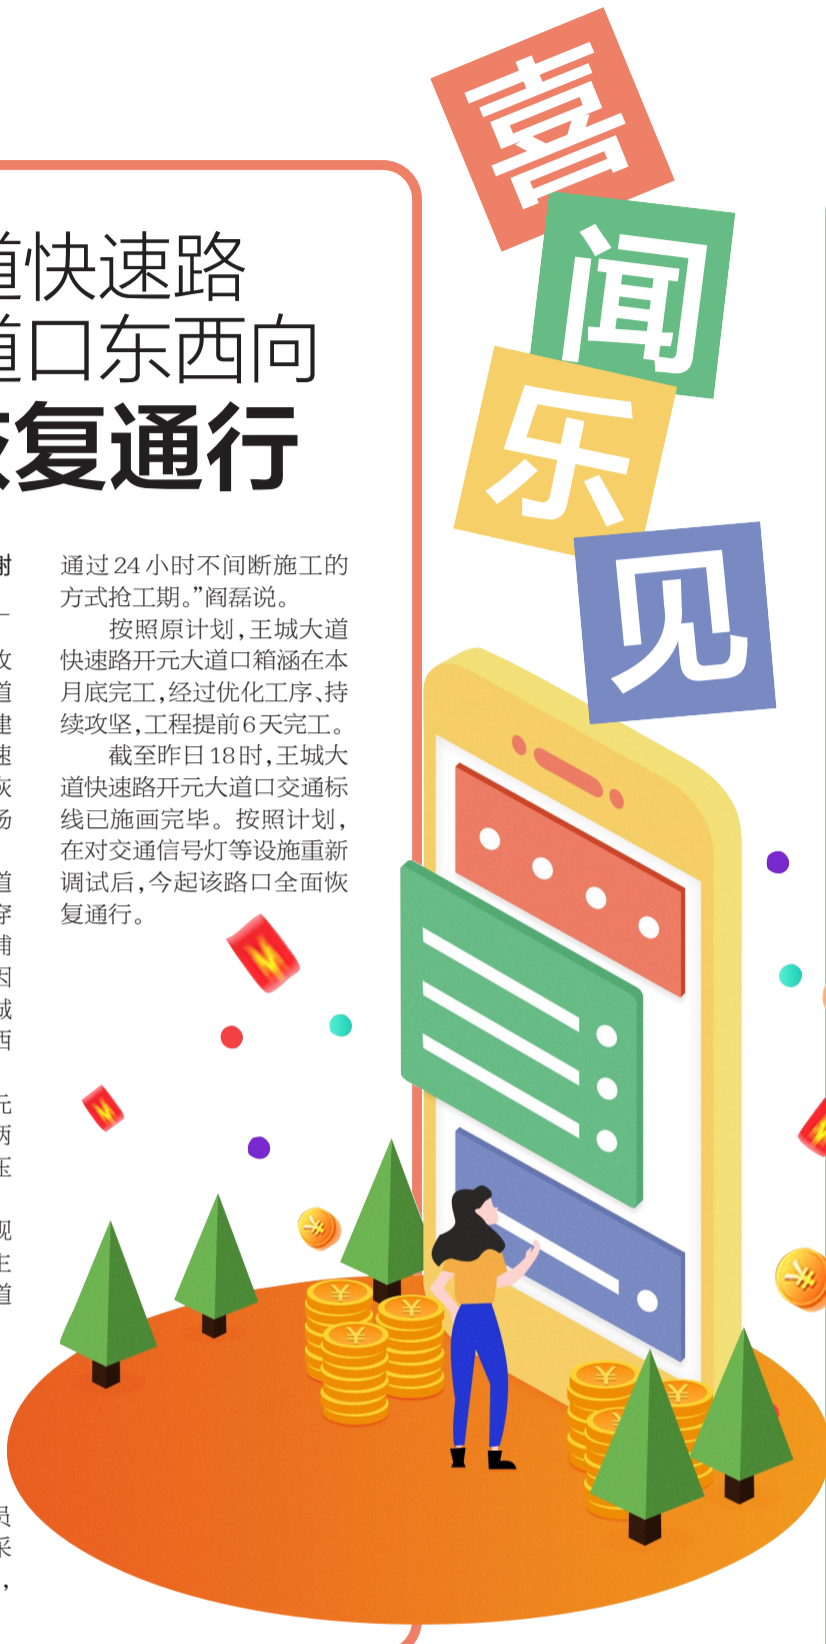 喜
闻
乐
见
道快速路
道口东西向
恢复通行
通过24小时不间断施工的
方式抢工期。”阎磊说。
按照原计划，王城大道
快速路开元大道口箱涵在本
月底完工，经过优化工序、持
续攻坚，工程提前6天完工。
截至昨日18时，王城大
道快速路开元大道口交通标
线已施画完毕。按照计划，
在对交通信号灯等设施重新
调试后，今起该路口全面恢
复通行。